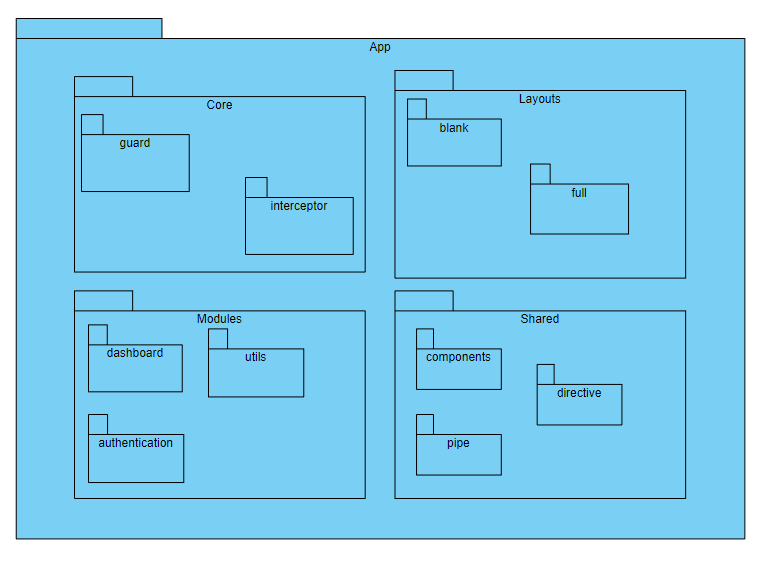 App
Core
guard
interceptor
Layouts
blank
full
Modules
dashboard
utils
authentication
Shared
components
directive
pipe